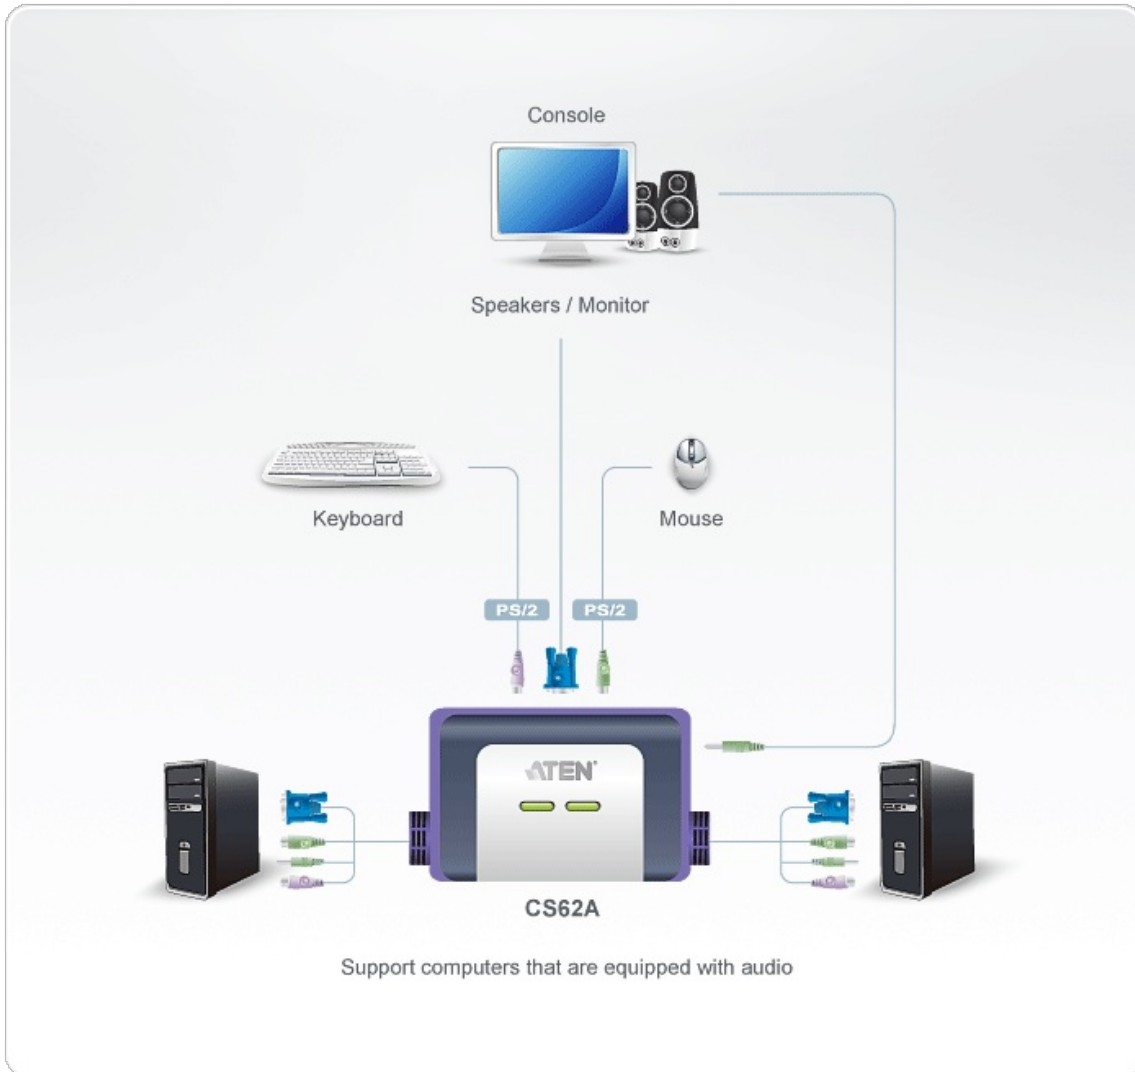 Console
Speakers / Monitor
Keyboard
Mouse
PS/2
PS/2
ATEN
CS62A
Support computers that are equipped with audio